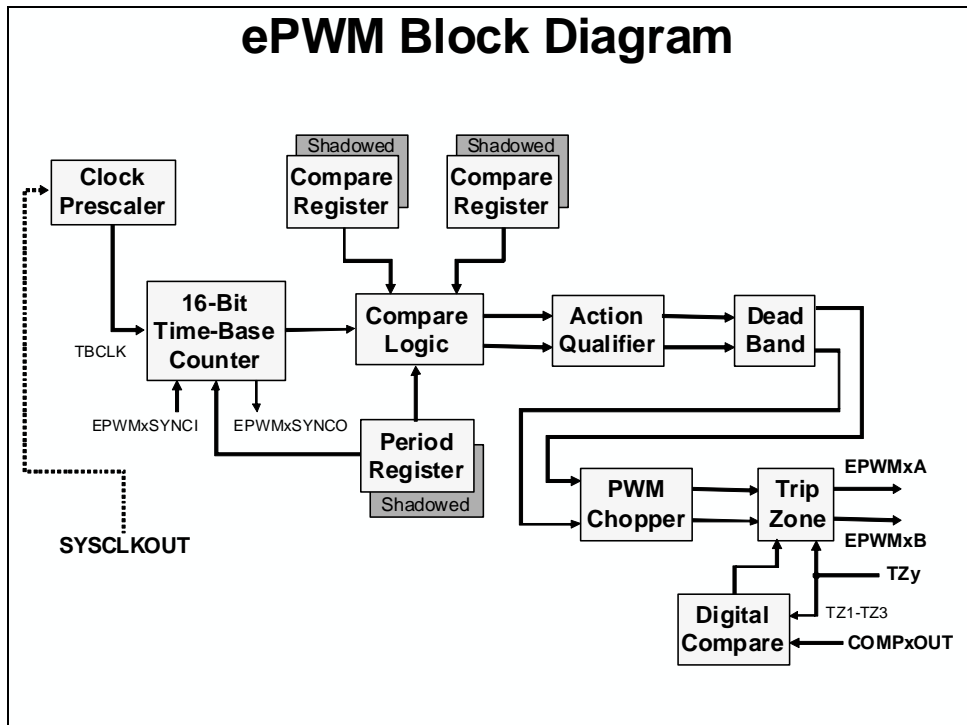 ePWM Block Diagram
Shadowed
Compare
Register
Shadowed
Compare
Register
Clock
Prescaler
16-Bit
Time-Base
Counter
TBCLK
Compare
Logic
Action
Qualifier
Dead
Band
EPWMxSYNCI
EPWMxSYNCO
Period
Register
Shadowed
SYSCLKOUT
PWM
Chopper
Trip
Zone
EPWMxA
EPWMxB
TZy
TZ1-TZ3
Digital
Compare
COMPxOUT